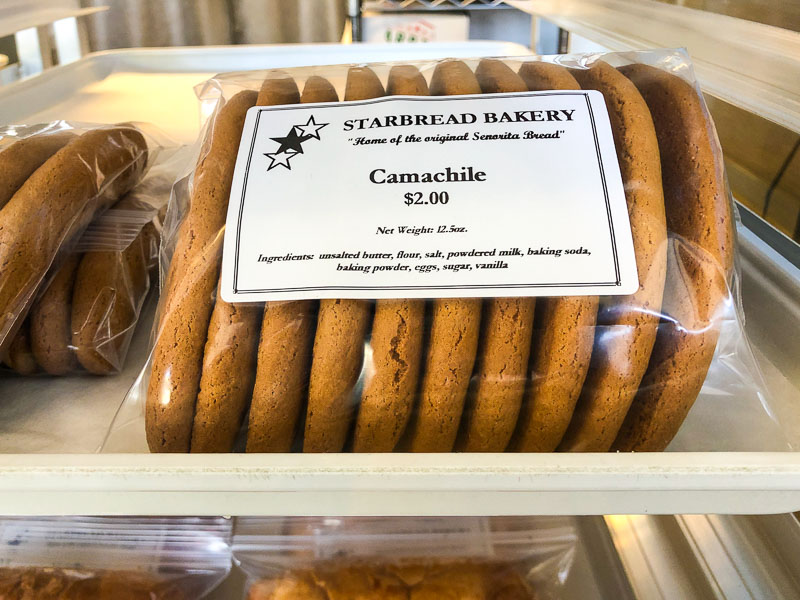 STARBREAD BAKERY
"Home of the original Senorita Bread"
Camachile
$2.00
Net Weight: 12.5oz.
Ingredients: unsalted butter, flour, salt, powdered milk, baking soda,
baking powder, eggs, sugar, vanilla